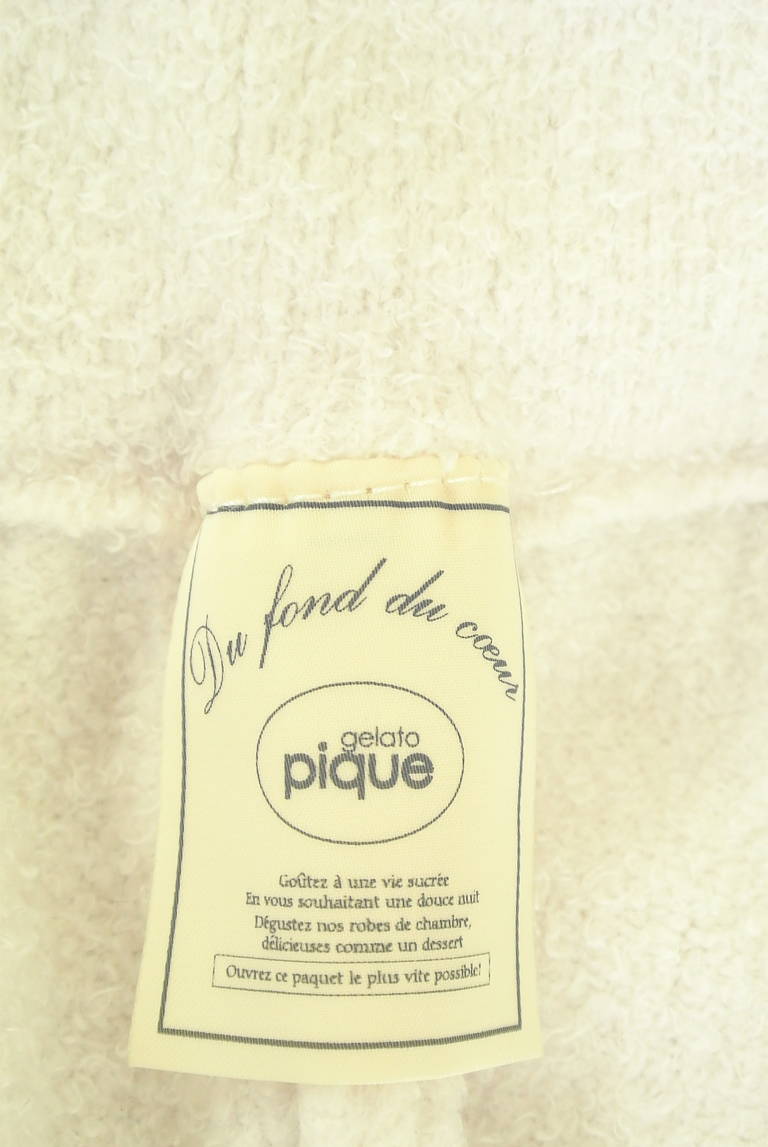 Du fond du cœur
gelato
pique
Goûtez à une vie sucrée
En vous souhaitant une douce nuit
Dégustez nos robes de chambre,
délicieuses comme un dessert
Ouvrez ce paquet le plus vite possible!